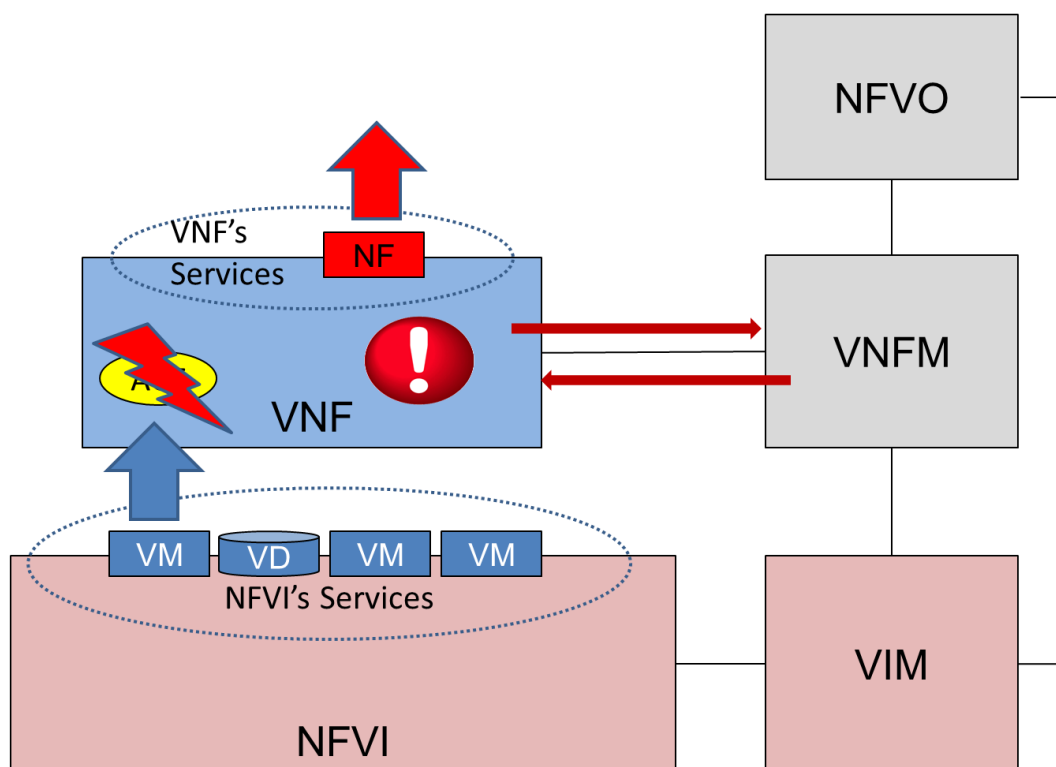 NFVO
VNF's
Services
NF
VNFM
VNF
VM
VD
VM
VM
NFVI's Services
VIM
NFVI